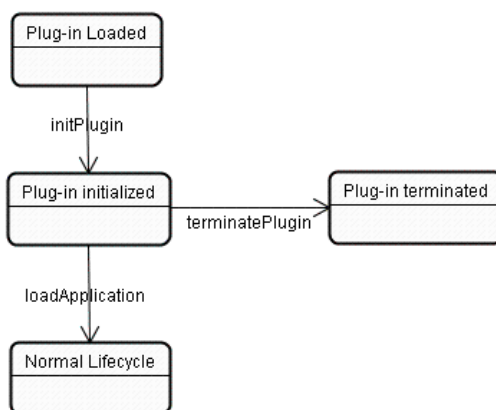 Plug-in Loaded
initPlugin
Plug-in initialized
Plug-in terminated
terminatePlugin
loadApplication
Normal Lifecycle